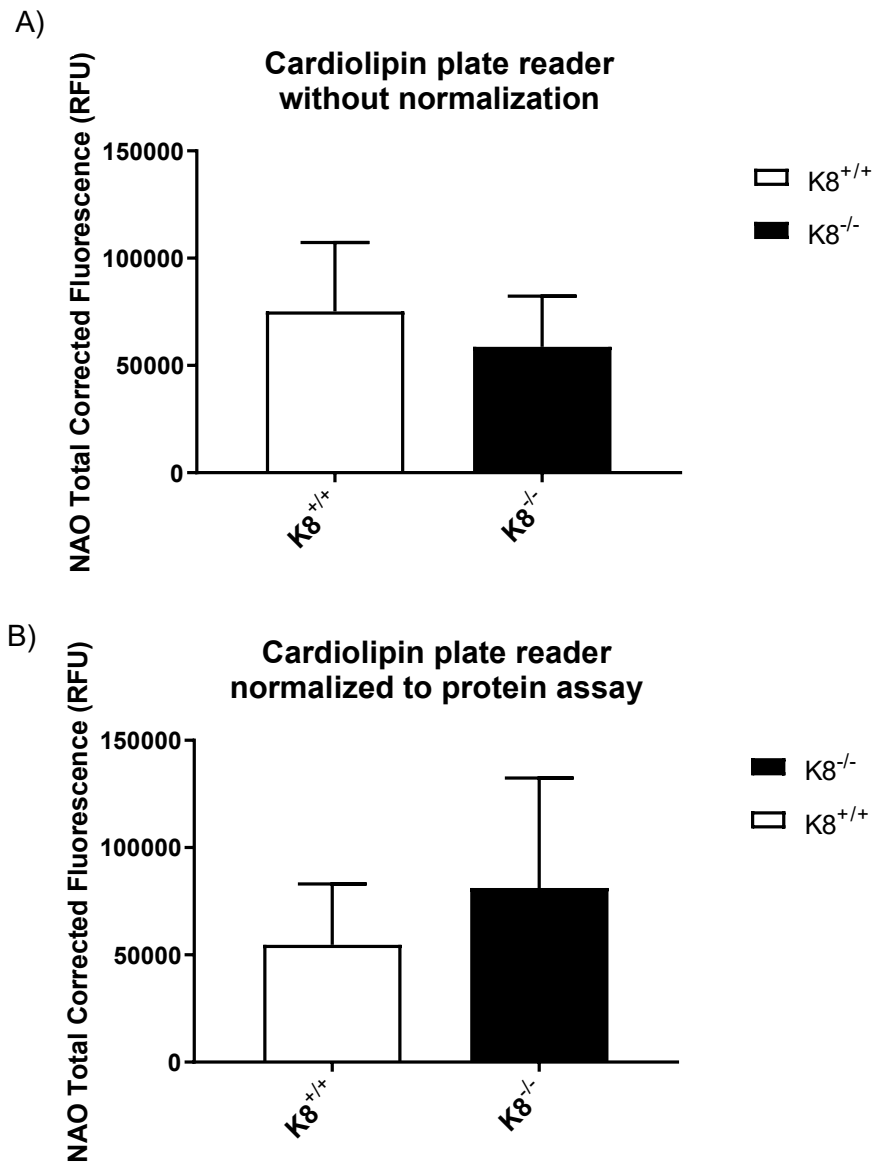 A)
Cardiolipin plate reader
without normalization
NAO Total Corrected Fluorescence (RFU)
150000
100000
50000
0
K8+/+
K8-/-
K8+/+
K8-/-
B)
Cardiolipin plate reader
normalized to protein assay
NAO Total Corrected Fluorescence (RFU)
150000
100000
50000
0
K8+/+
K8-/-
K8-/-
K8+/+